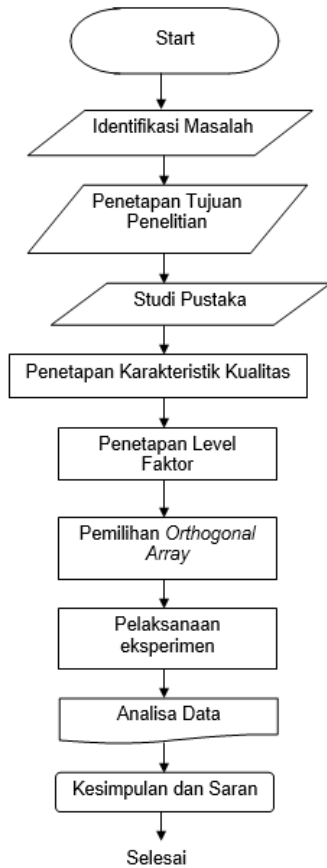 Start
Identifikasi Masalah
Penetapan Tujuan
Penelitian
Studi Pustaka
Penetapan Karakteristik Kualitas
Penetapan Level
Faktor
Pemilihan Orthogonal
Array
Pelaksanaan
eksperimen
Analisa Data
Kesimpulan dan Saran
Selesai